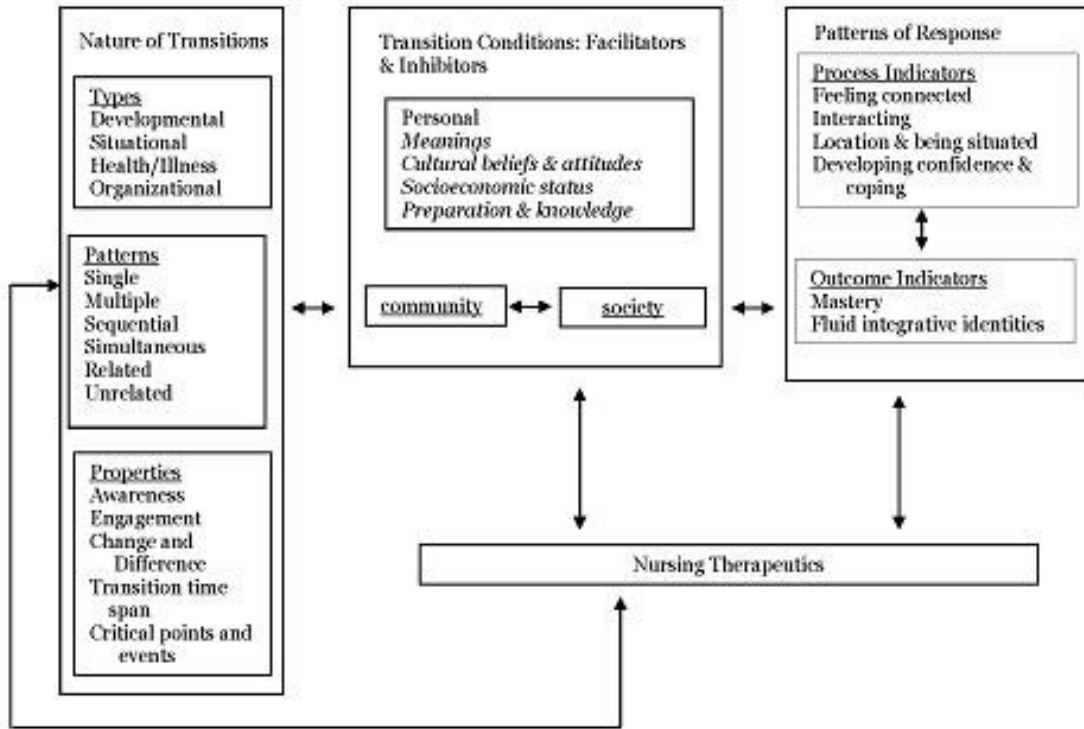 Nature of Transitions
Types
Developmental
Situational
Health/Illness
Organizational
Patterns
Single
Multiple
Sequential
Simultaneous
Related
Unrelated
Properties
Awareness
Engagement
Change and
Difference
Transition time
span
Critical points and
events
Transition Conditions: Facilitators
& Inhibitors
Personal
Meanings
Cultural beliefs & attitudes
Socioeconomic status
Preparation & knowledge
community
society
Patterns of Response
Process Indicators
Feeling connected
Interacting
Location & being situated
Developing confidence &
coping
Outcome Indicators
Mastery
Fluid integrative identities
Nursing Therapeutics